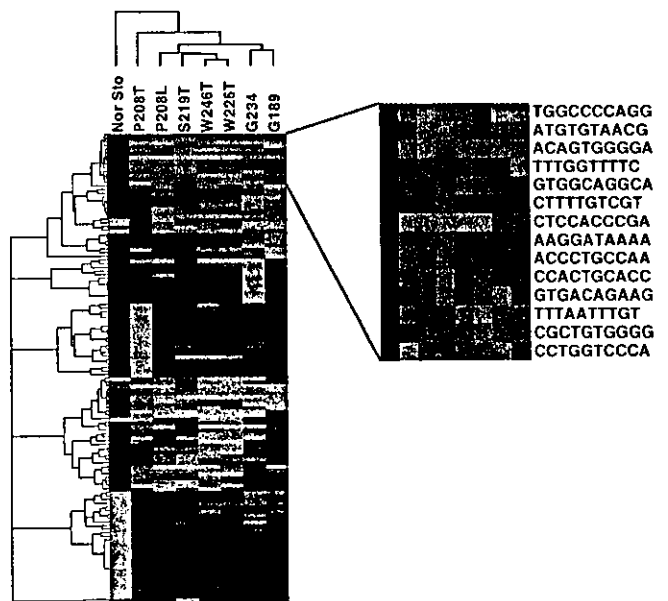 Nor Sto
P208T
P208L
S219T
W246T
W225T
G234
G189
TGGCCCCAGG
ATGTGTAACG
ACAGTGGGGA
TTTGGTTTTC
GTGGCAGGCA
CTTTTGTCGT
CTCCACCCGA
AAGGATAAAA
ACCCTGCCAA
CCACTGCACC
GTGACAGAAG
TTTAATTTGT
CGCTGTGGGG
CCTGGTCCCA